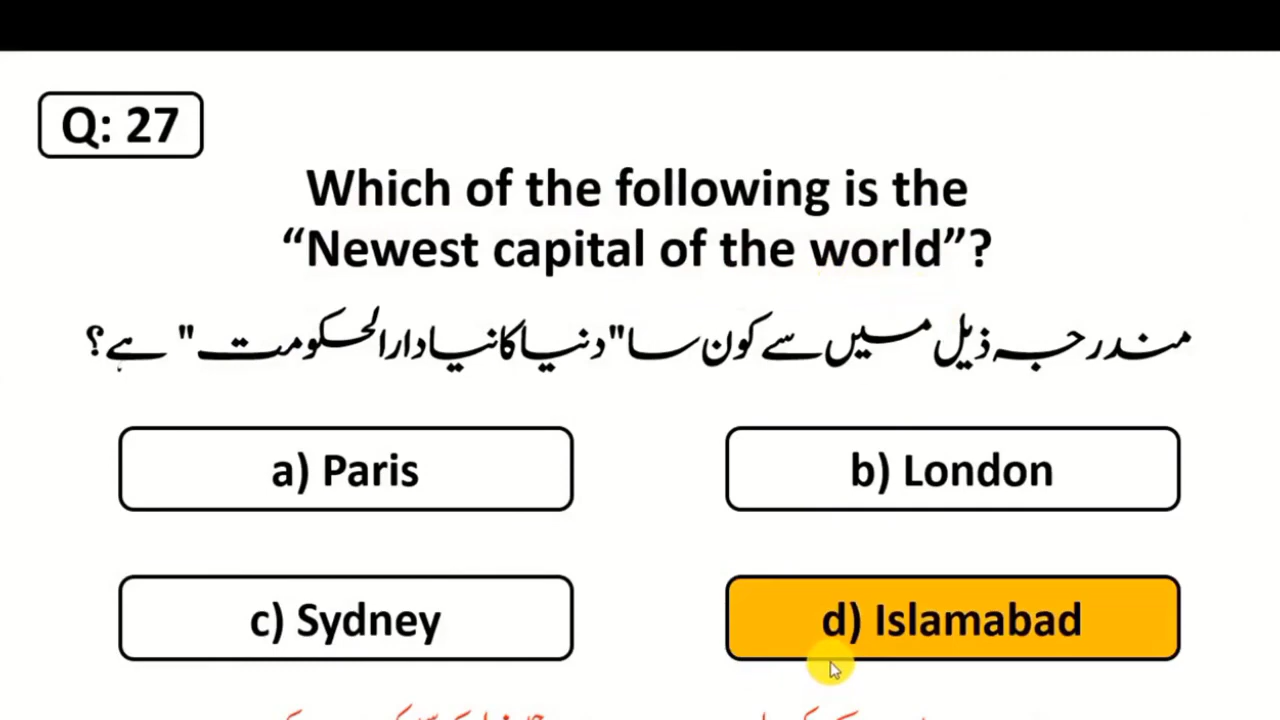 Q: 27
Which of the following is the
“Newest capital of the world”?
مندرجہ ذیل میں سے کون سا "دنیا کا نیا دارالحکومت" ہے؟
a) Paris
b) London
c) Sydney
d) Islamabad